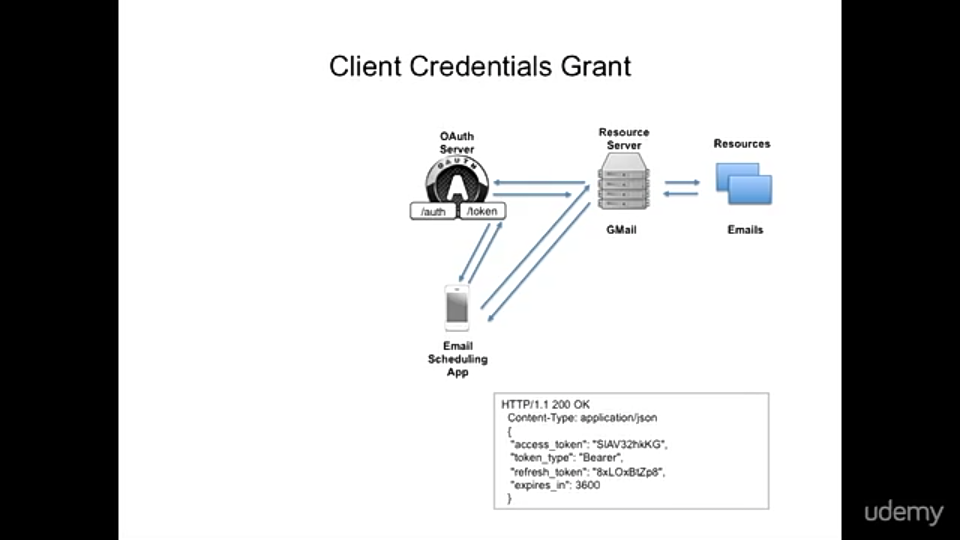 Client Credentials Grant
OAuth
Server
OAUTH
/auth
/token
Resource
Server
GMail
Resources
Emails
Email
Scheduling
App
HTTP/1.1 200 OK
Content-Type: application/json
{
"access_token": "SlAV32hkKG",
"token_type": "Bearer",
"refresh_token": "8xLOxBtZp8",
"expires_in": 3600
}
udemy